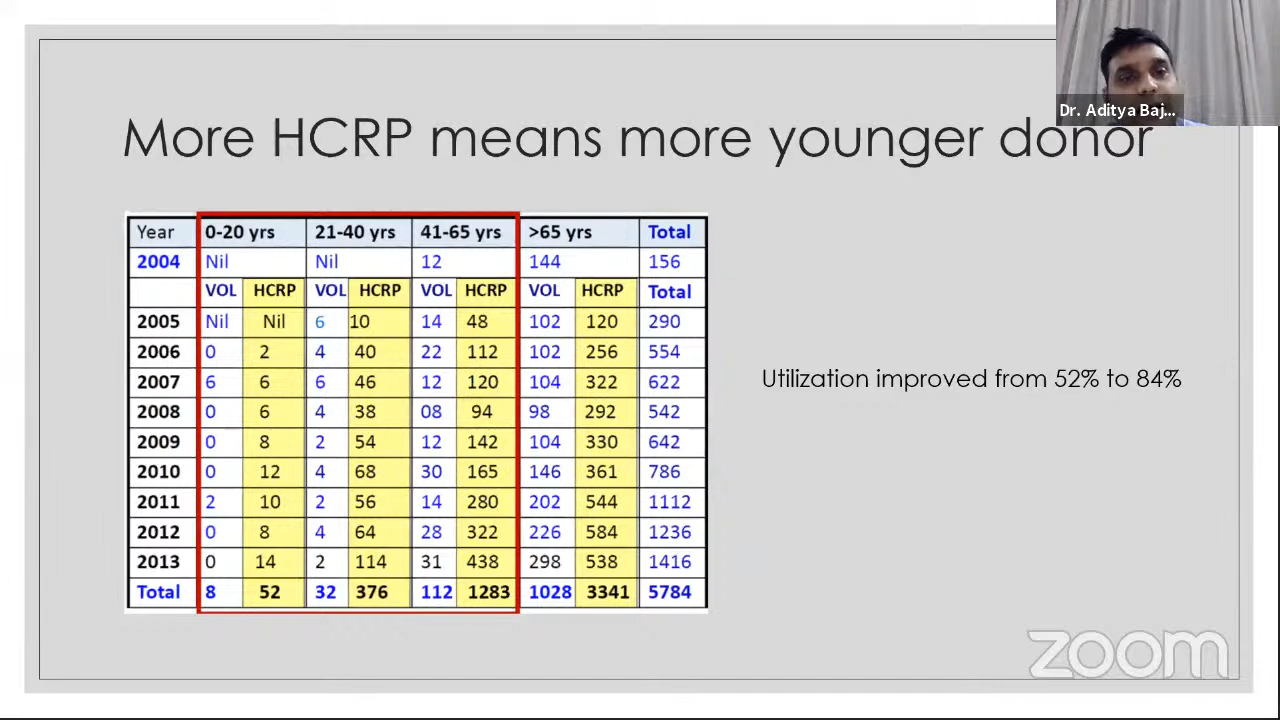 Dr. Aditya Baj...
More HCRP means more younger donor
Year 0-20 yrs 21-40 yrs 41-65 yrs >65 yrs Total
2004 Nil Nil 12 144 156
VOL HCRP VOL HCRP VOL HCRP VOL HCRP Total
2005 Nil Nil 6 10 14 48 102 120 290
2006 0 2 4 40 22 112 102 256 554
2007 6 6 6 46 12 120 104 322 622
2008 0 6 4 38 08 94 98 292 542
2009 0 8 2 54 12 142 104 330 642
2010 0 12 4 68 30 165 146 361 786
2011 2 10 2 56 14 280 202 544 1112
2012 0 8 4 64 28 322 226 584 1236
2013 0 14 2 114 31 438 298 538 1416
Total 8 52 32 376 112 1283 1028 3341 5784
Utilization improved from 52% to 84%
zoom